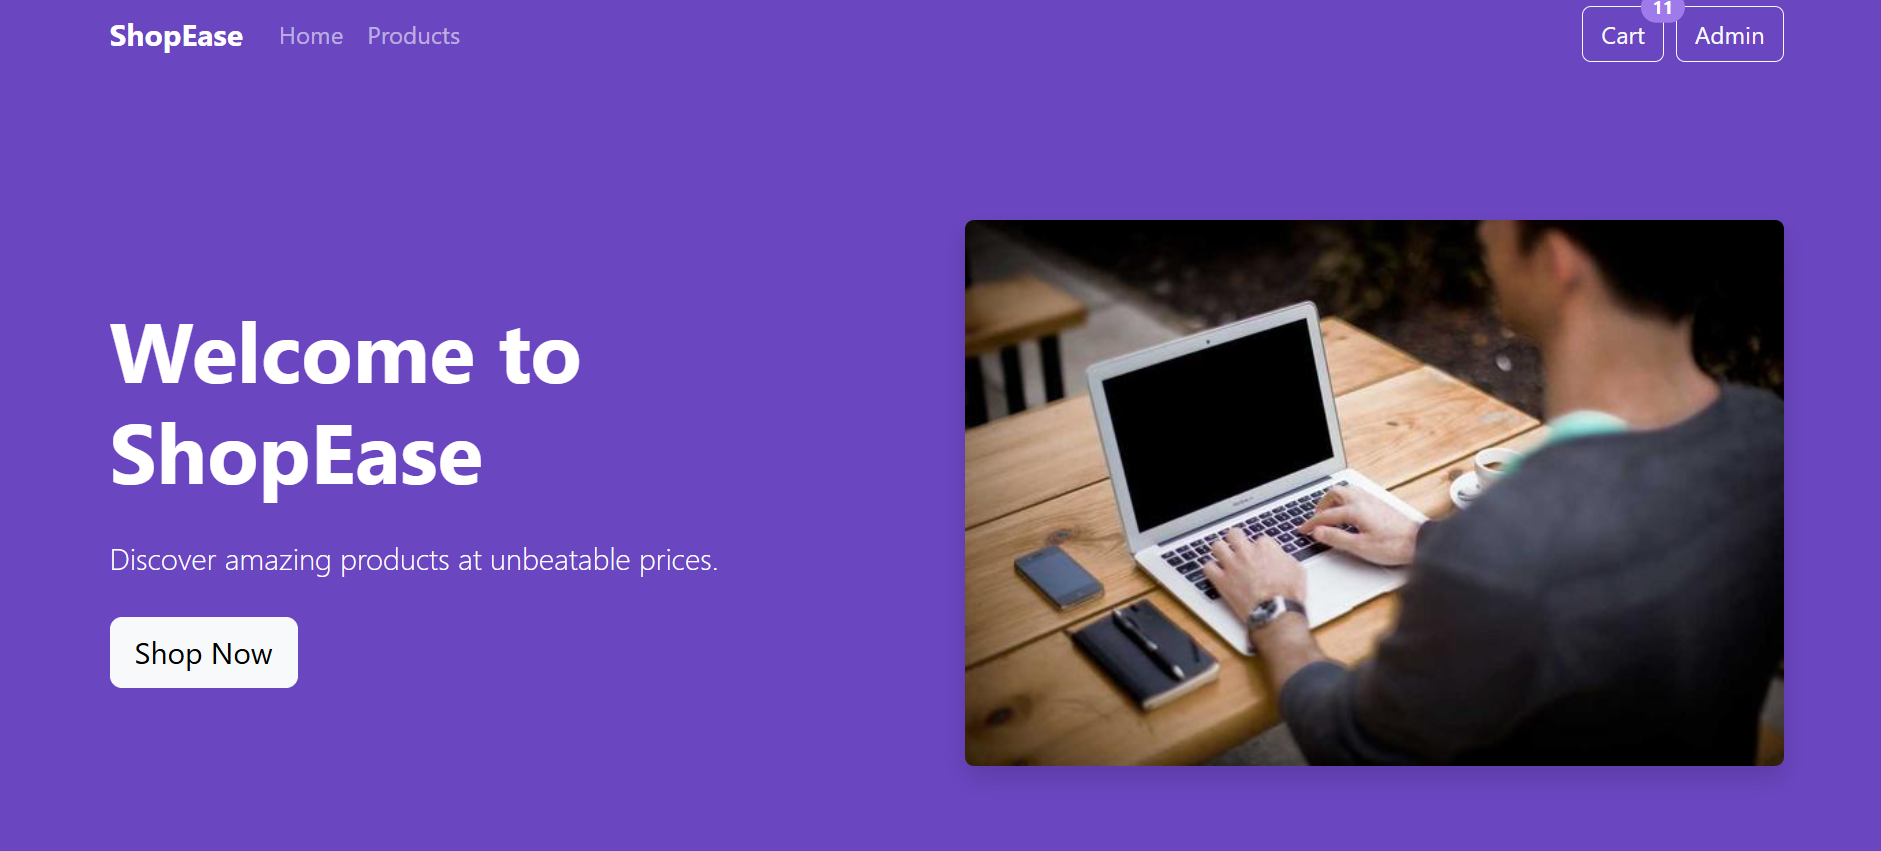 ShopEase Home Products Cart 11 Admin
Welcome to
ShopEase
Discover amazing products at unbeatable prices.
Shop Now